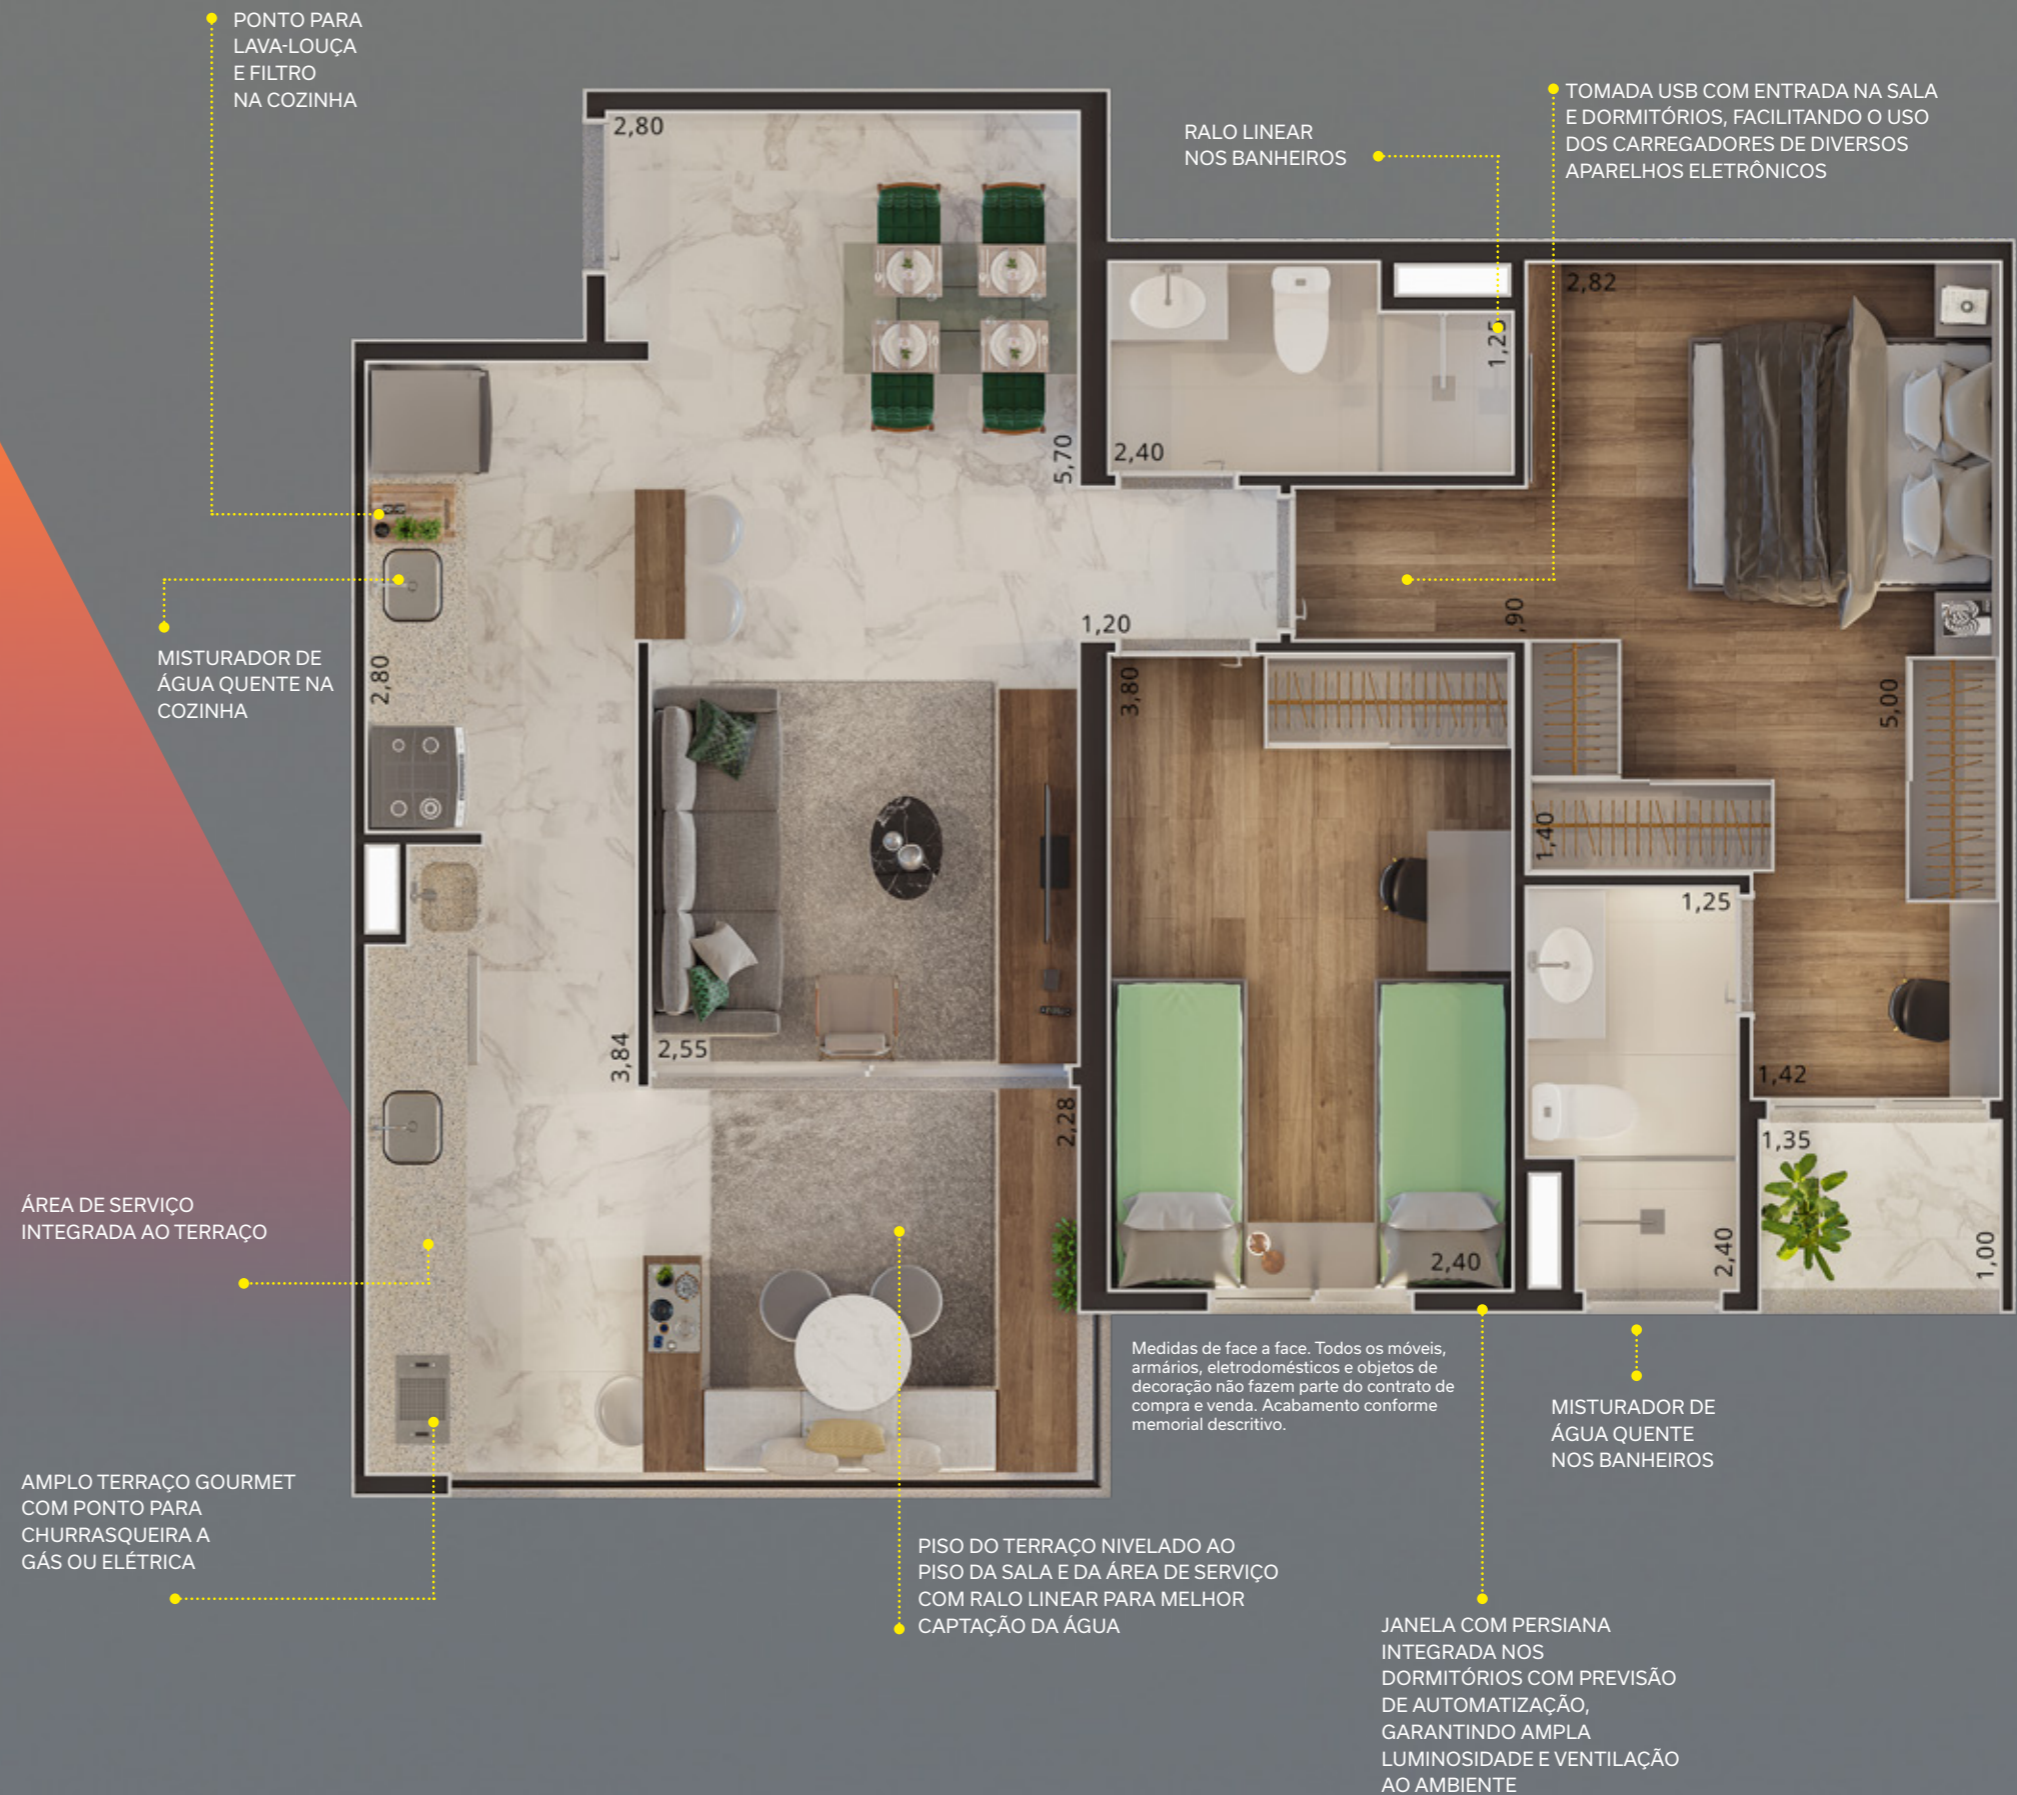 PONTO PARA
LAVA-LOUÇA
E FILTRO
NA COZINHA
RALO LINEAR
NOS BANHEIROS
TOMADA USB COM ENTRADA NA SALA
E DORMITÓRIOS, FACILITANDO O USO
DOS CARREGADORES DE DIVERSOS
APARELHOS ELETRÔNICOS
2,80
2,82
1,25
2,40
5,70
MISTURADOR DE
ÁGUA QUENTE NA
COZINHA
2,80
1,20
,90
3,80
5,00
1,40
1,25
3,84
2,55
2,28
1,42
1,35
2,40
2,40
1,00
ÁREA DE SERVIÇO
INTEGRADA AO TERRAÇO
AMPLO TERRAÇO GOURMET
COM PONTO PARA
CHURRASQUEIRA A
GÁS OU ELÉTRICA
Medidas de face a face. Todos os móveis,
armários, eletrodomésticos e objetos de
decoração não fazem parte do contrato de
compra e venda. Acabamento conforme
memorial descritivo.
MISTURADOR DE
ÁGUA QUENTE
NOS BANHEIROS
PISO DO TERRAÇO NIVELADO AO
PISO DA SALA E DA ÁREA DE SERVIÇO
COM RALO LINEAR PARA MELHOR
CAPTAÇÃO DA ÁGUA
JANELA COM PERSIANA
INTEGRADA NOS
DORMITÓRIOS COM PREVISÃO
DE AUTOMATIZAÇÃO,
GARANTINDO AMPLA
LUMINOSIDADE E VENTILAÇÃO
AO AMBIENTE